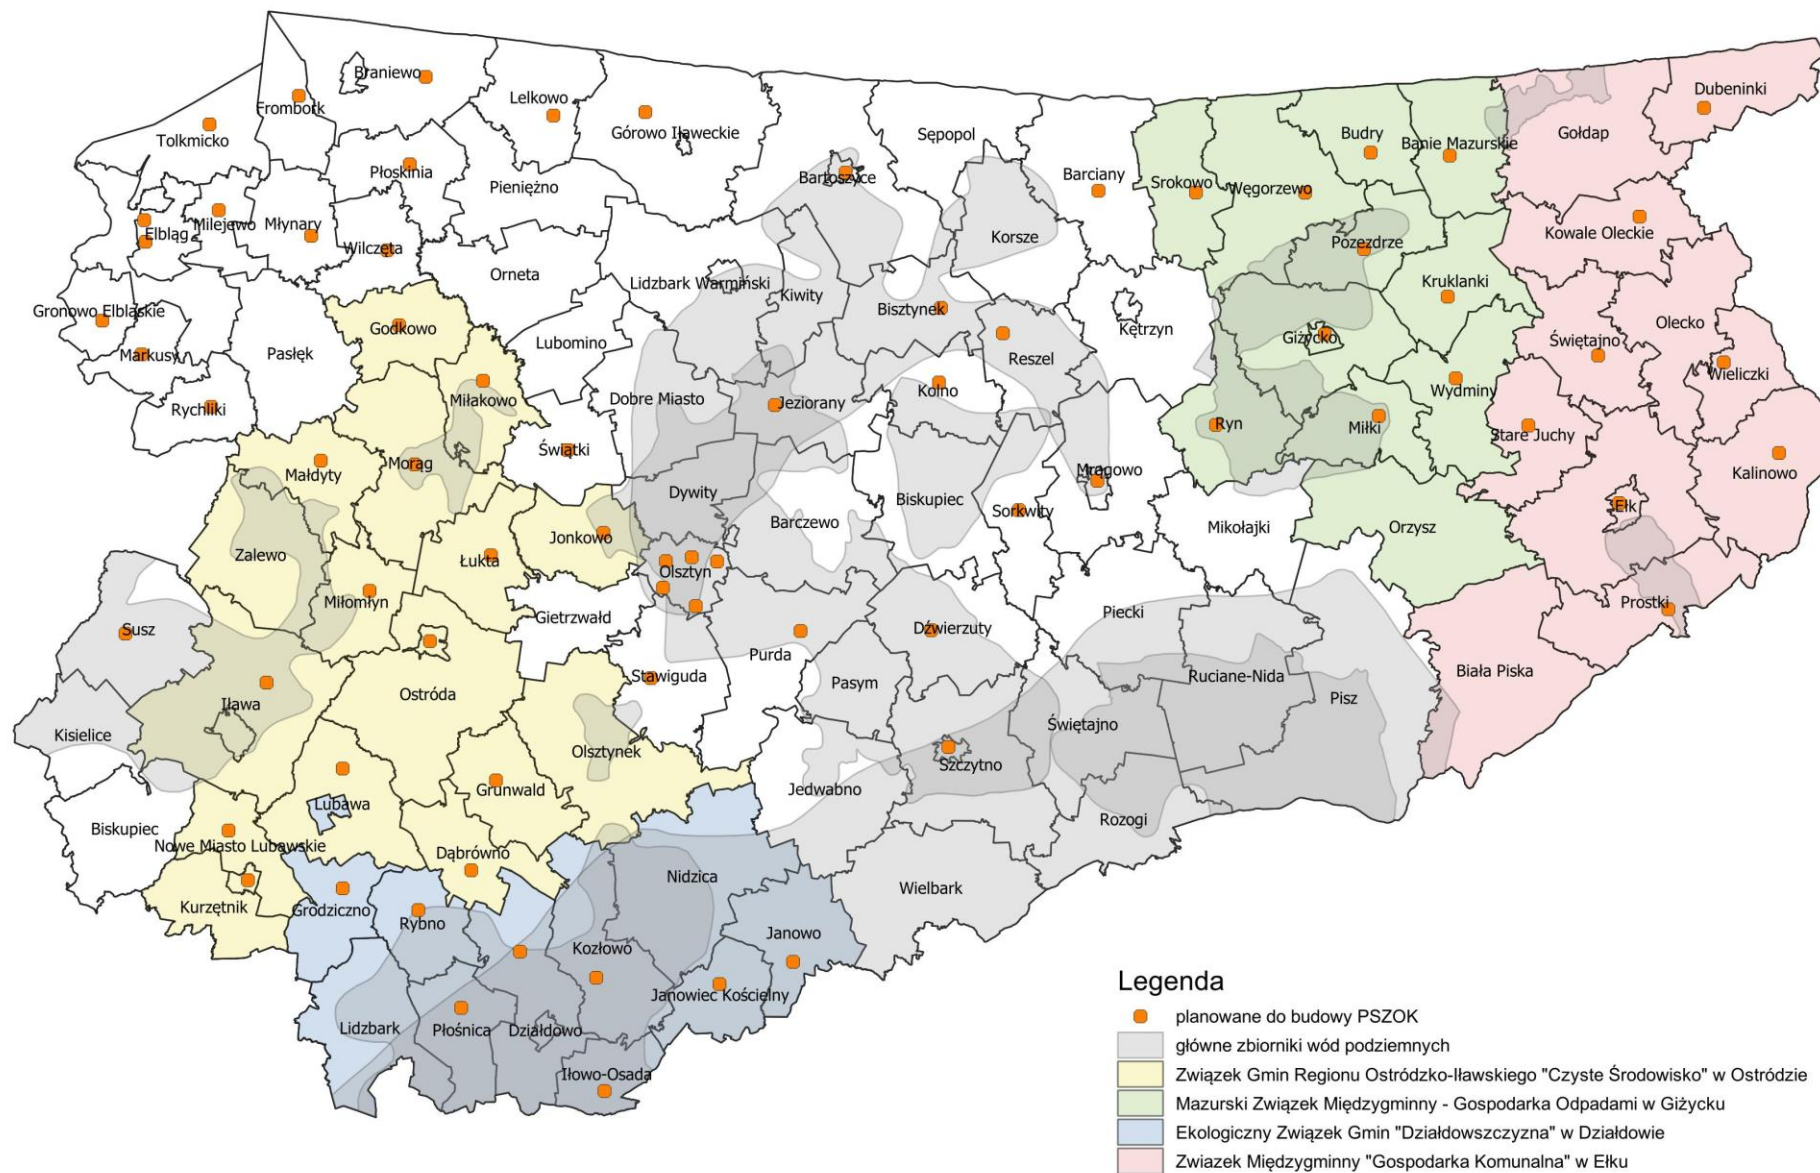 Braniewo
Frombork
Tolkmicko
Lelkowo
Górowo Iławeckie
Sępopol
Dubeninki
Gołdap
Budry
Banie Mazurskie
Płoskinia
Pieniężno
Bartoszyce
Barciany
Srokowo
Węgorzewo
Elbląg
Milejewo
Młynary
Wilczęta
Orneta
Korsze
Pozezdrze
Kowale Oleckie
Lidzbark Warmiński
Kiwity
Bisztynek
Kętrzyn
Kruklanki
Gronowo Elbląskie
Markusy
Pasłęk
Godkowo
Lubomino
Reszel
Giżycko
Świętajno
Olecko
Wieliczki
Rychliki
Miłakowo
Dobre Miasto
Jeziorany
Kolno
Wydminy
Ryn
Miłki
Stare Juchy
Świątki
Małdyty
Morąg
Mrągowo
Kalinowo
Dywity
Biskupiec
Sorkwity
Barczewo
Mikołajki
Orzysz
Ełk
Zalewo
Łukta
Jonkowo
Olsztyn
Miłomłyn
Gietrzwałd
Susz
Dźwierzuty
Piecki
Prostki
Stawiguda
Purda
Pasym
Ruciane-Nida
Pisz
Biała Piska
Iława
Ostróda
Kisielice
Olsztynek
Świętajno
Szczytno
Jedwabno
Lubawa
Grunwald
Rozogi
Biskupiec
Nowe Miasto Lubawskie
Dąbrówno
Nidzica
Wielbark
Kurzętnik
Grodziczno
Rybno
Kozłowo
Janowo
Janowiec Kościelny
Lidzbark
Płośnica
Działdowo
Iłowo-Osada
Legenda
planowane do budowy PSZOK
główne zbiorniki wód podziemnych
Związek Gmin Regionu Ostródzko-Iławskiego "Czyste Środowisko" w Ostródzie
Mazurski Związek Międzygminny - Gospodarka Odpadami w Giżycku
Ekologiczny Związek Gmin "Działdowszczyzna" w Działdowie
Zwiazek Międzygminny "Gospodarka Komunalna" w Ełku